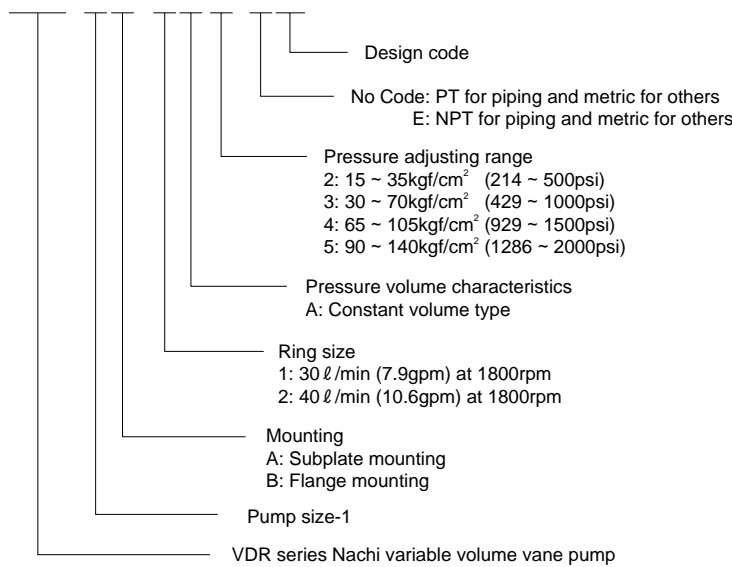 Design code
No Code: PT for piping and metric for others
E: NPT for piping and metric for others
Pressure adjusting range
2: 15 ~ 35kgf/cm² (214 ~ 500psi)
3: 30 ~ 70kgf/cm² (429 ~ 1000psi)
4: 65 ~ 105kgf/cm² (929 ~ 1500psi)
5: 90 ~ 140kgf/cm² (1286 ~ 2000psi)
Pressure volume characteristics
A: Constant volume type
Ring size
1: 30ℓ/min (7.9gpm) at 1800rpm
2: 40ℓ/min (10.6gpm) at 1800rpm
Mounting
A: Subplate mounting
B: Flange mounting
Pump size-1
VDR series Nachi variable volume vane pump